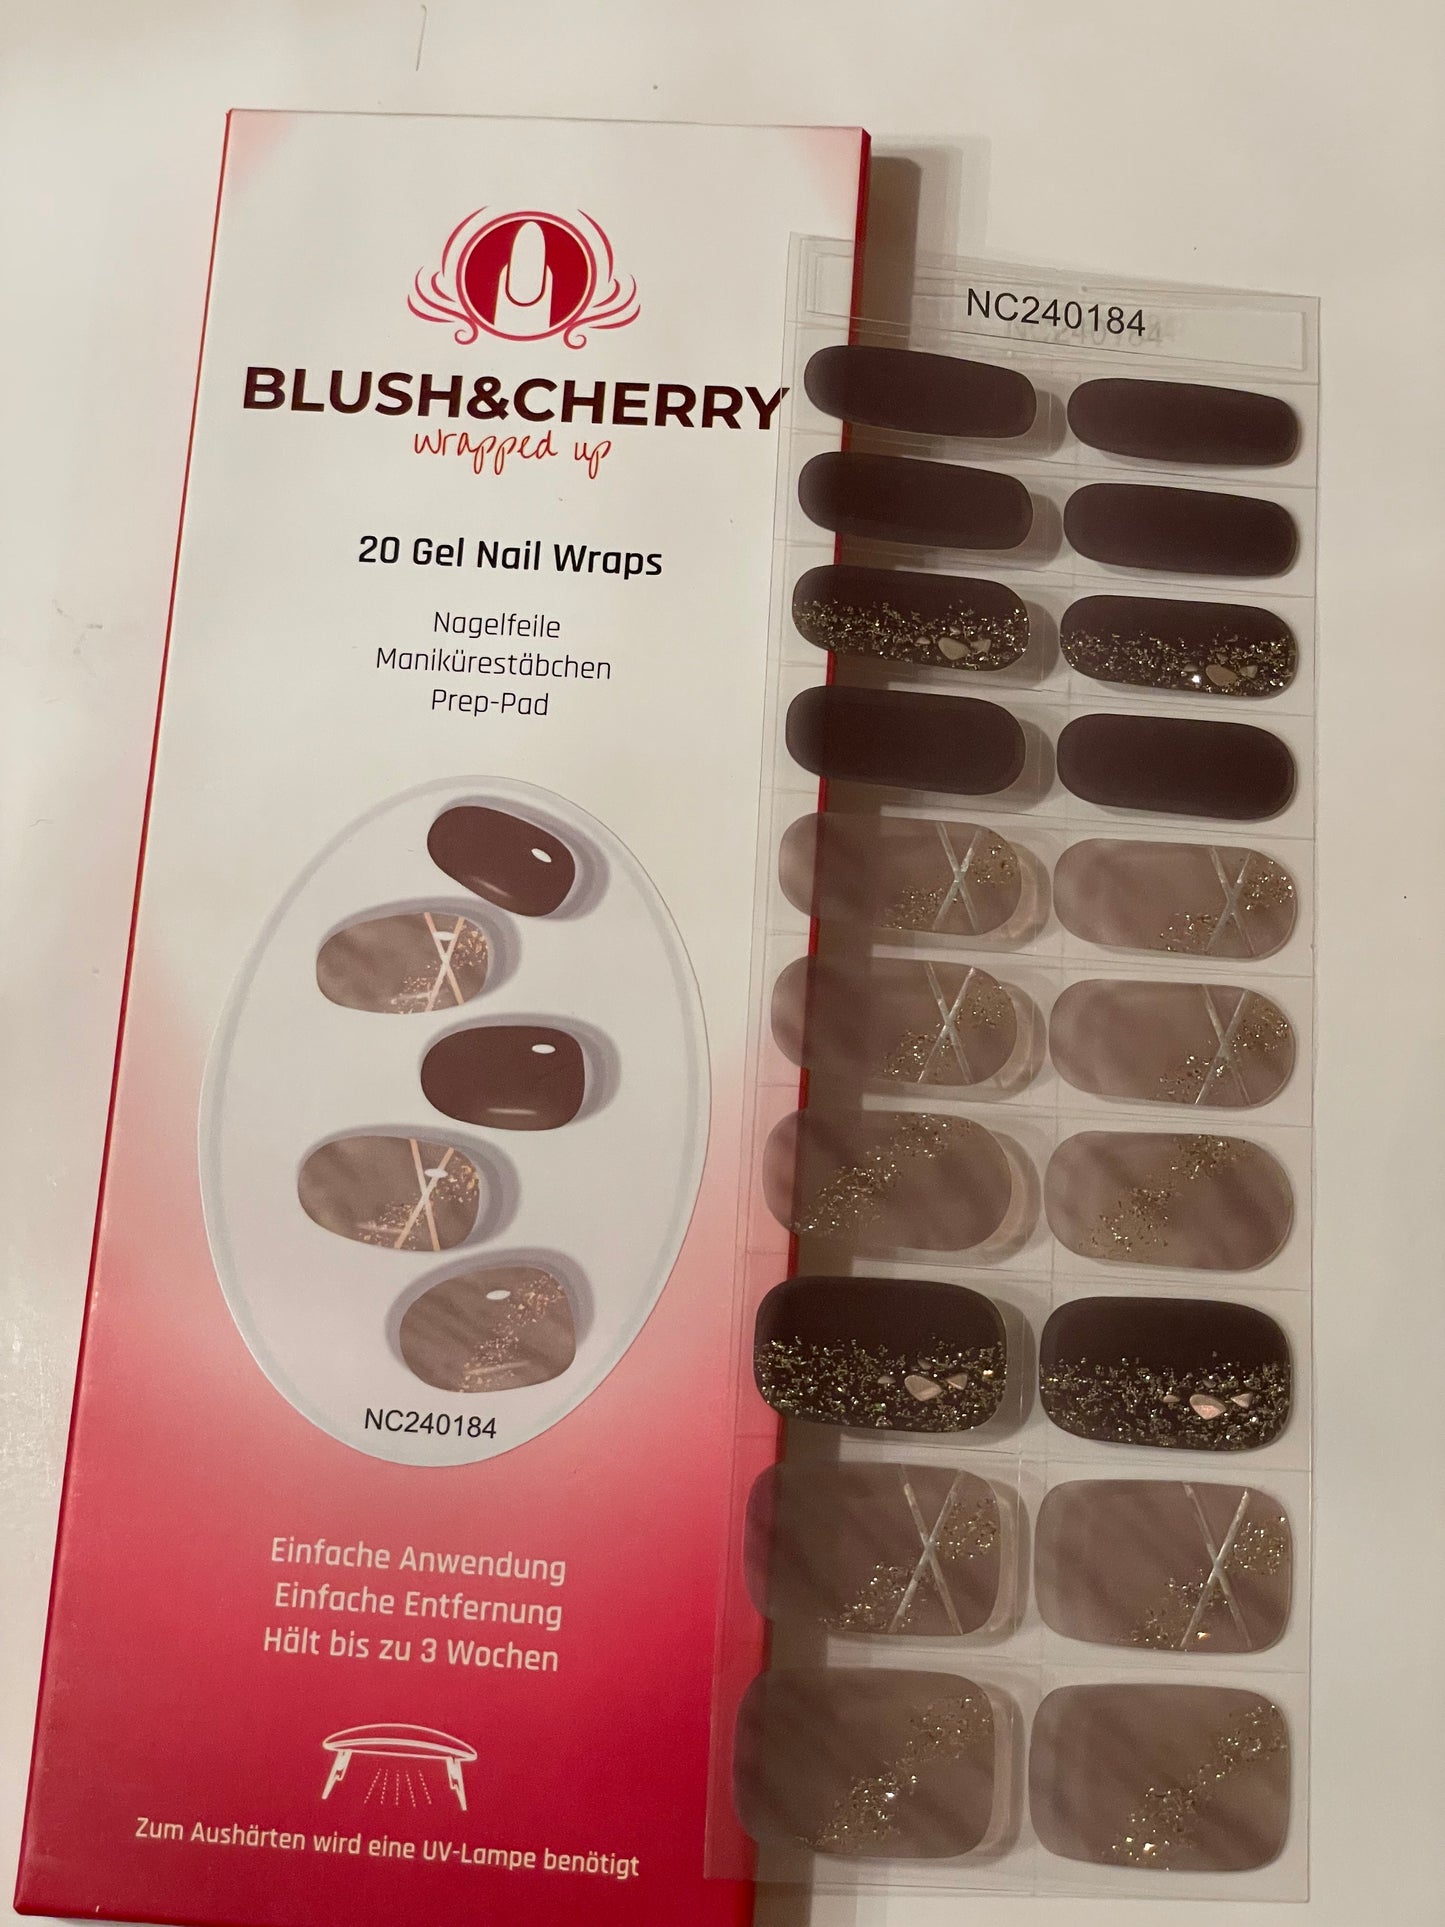 BLUSH&CHERRY
wrapped up
20 Gel Nail Wraps
Nagelfeile
Manikürestäbchen
Prep-Pad
NC240184
Einfache Anwendung
Einfache Entfernung
Hält bis zu 3 Wochen
Zum Aushärten wird eine UV-Lampe benötigt
NC240184